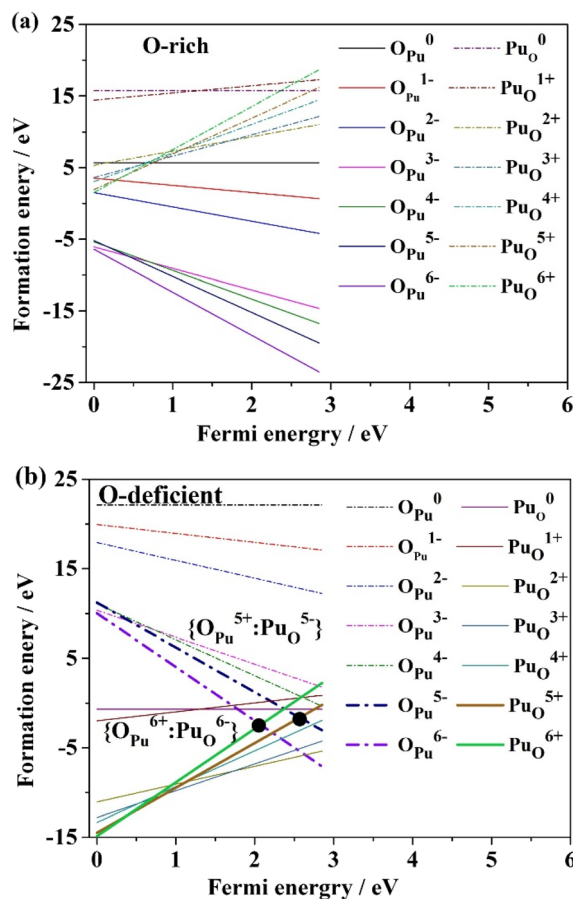 (a)
O-rich
25
15
5
-5
-15
-25
Formation enery / eV
0 1 2 3 4 5 6
Fermi energry / eV
O_Pu^0 Pu_O^0
O_Pu^1- Pu_O^1+
O_Pu^2- Pu_O^2+
O_Pu^3- Pu_O^3+
O_Pu^4- Pu_O^4+
O_Pu^5- Pu_O^5+
O_Pu^6- Pu_O^6+
(b)
O-deficient
25
15
5
-5
-15
Formation enery / eV
0 1 2 3 4 5 6
Fermi energry / eV
{O_Pu^5+:Pu_O^5-}
{O_Pu^6+:Pu_O^6-}
O_Pu^0 Pu_O^0
O_Pu^1- Pu_O^1+
O_Pu^2- Pu_O^2+
O_Pu^3- Pu_O^3+
O_Pu^4- Pu_O^4+
O_Pu^5- Pu_O^5+
O_Pu^6- Pu_O^6+